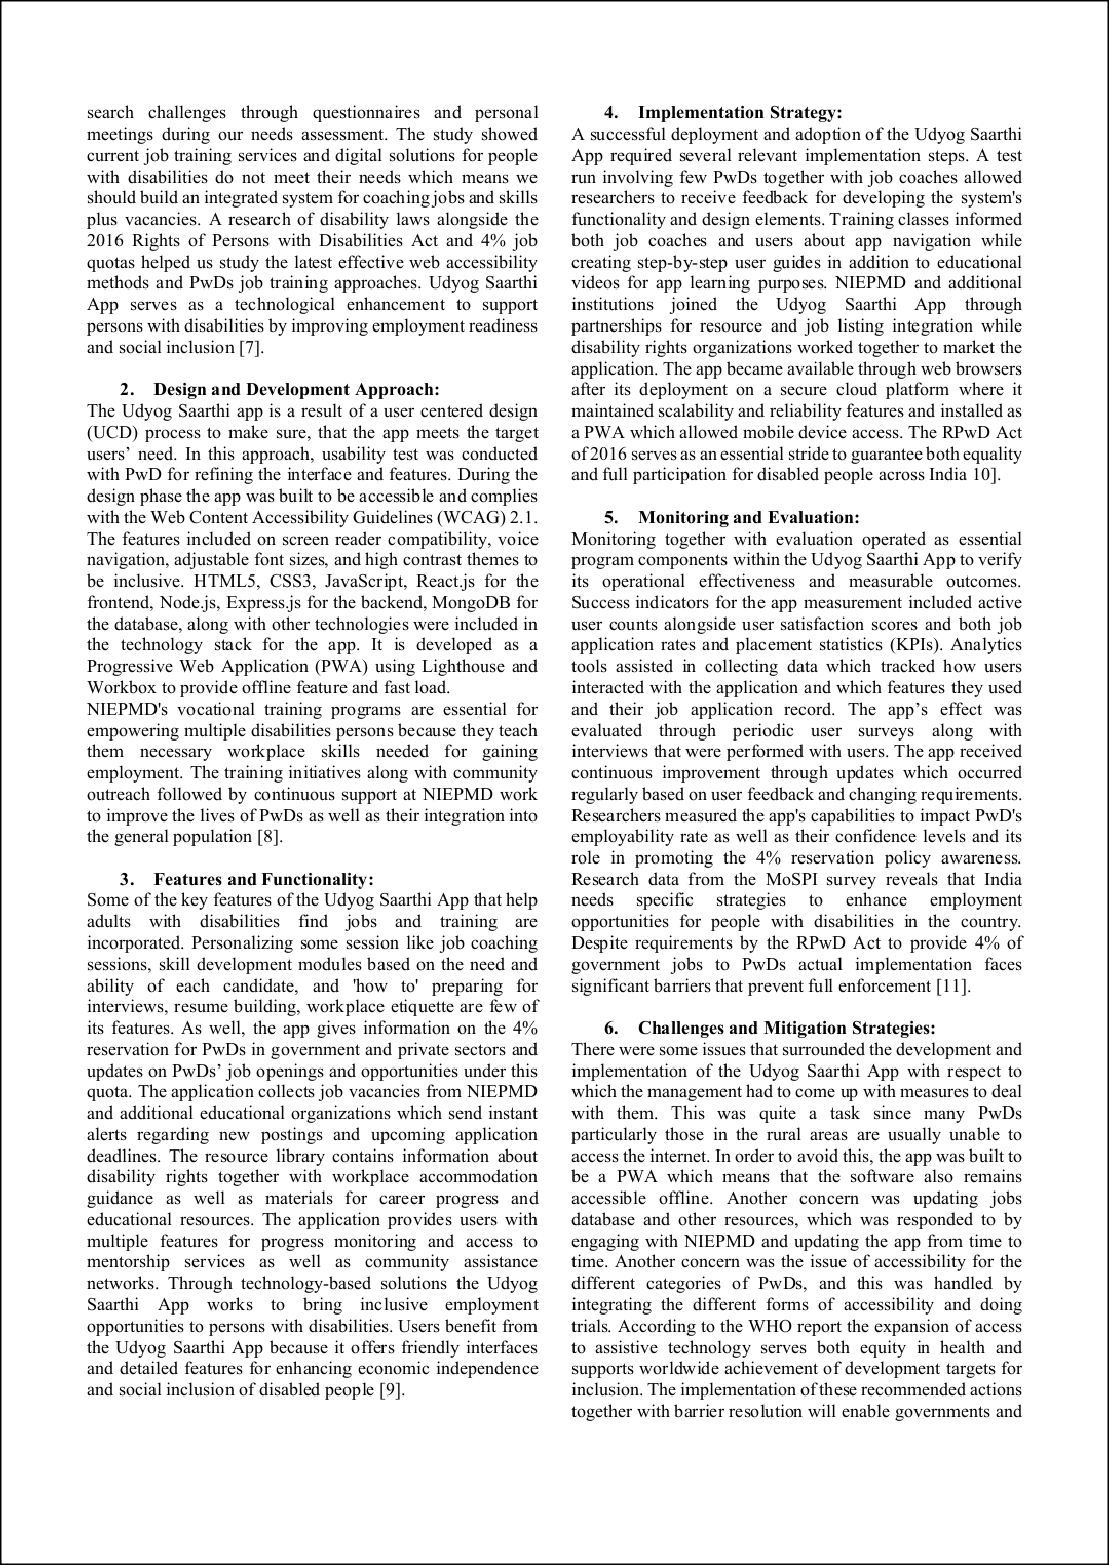 search challenges through questionnaires and personal
meetings during our needs assessment. The study showed
current job training services and digital solutions for people
with disabilities do not meet their needs which means we
should build an integrated system for coaching jobs and skills
plus vacancies. A research of disability laws alongside the
2016 Rights of Persons with Disabilities Act and 4% job
quotas helped us study the latest effective web accessibility
methods and PwDs job training approaches. Udyog Saarthi
App serves as a technological enhancement to support
persons with disabilities by improving employment readiness
and social inclusion [7].
2. Design and Development Approach:
The Udyog Saarthi app is a result of a user centered design
(UCD) process to make sure, that the app meets the target
users’ need. In this approach, usability test was conducted
with PwD for refining the interface and features. During the
design phase the app was built to be accessible and complies
with the Web Content Accessibility Guidelines (WCAG) 2.1.
The features included on screen reader compatibility, voice
navigation, adjustable font sizes, and high contrast themes to
be inclusive. HTML5, CSS3, JavaScript, React.js for the
frontend, Node.js, Express.js for the backend, MongoDB for
the database, along with other technologies were included in
the technology stack for the app. It is developed as a
Progressive Web Application (PWA) using Lighthouse and
Workbox to provide offline feature and fast load.
NIEPMD's vocational training programs are essential for
empowering multiple disabilities persons because they teach
them necessary workplace skills needed for gaining
employment. The training initiatives along with community
outreach followed by continuous support at NIEPMD work
to improve the lives of PwDs as well as their integration into
the general population [8].
3. Features and Functionality:
Some of the key features of the Udyog Saarthi App that help
adults with disabilities find jobs and training are
incorporated. Personalizing some session like job coaching
sessions, skill development modules based on the need and
ability of each candidate, and 'how to' preparing for
interviews, resume building, workplace etiquette are few of
its features. As well, the app gives information on the 4%
reservation for PwDs in government and private sectors and
updates on PwDs’ job openings and opportunities under this
quota. The application collects job vacancies from NIEPMD
and additional educational organizations which send instant
alerts regarding new postings and upcoming application
deadlines. The resource library contains information about
disability rights together with workplace accommodation
guidance as well as materials for career progress and
educational resources. The application provides users with
multiple features for progress monitoring and access to
mentorship services as well as community assistance
networks. Through technology-based solutions the Udyog
Saarthi App works to bring inclusive employment
opportunities to persons with disabilities. Users benefit from
the Udyog Saarthi App because it offers friendly interfaces
and detailed features for enhancing economic independence
and social inclusion of disabled people [9].
4. Implementation Strategy:
A successful deployment and adoption of the Udyog Saarthi
App required several relevant implementation steps. A test
run involving few PwDs together with job coaches allowed
researchers to receive feedback for developing the system's
functionality and design elements. Training classes informed
both job coaches and users about app navigation while
creating step-by-step user guides in addition to educational
videos for app learning purposes. NIEPMD and additional
institutions joined the Udyog Saarthi App through
partnerships for resource and job listing integration while
disability rights organizations worked together to market the
application. The app became available through web browsers
after its deployment on a secure cloud platform where it
maintained scalability and reliability features and installed as
a PWA which allowed mobile device access. The RPwD Act
of 2016 serves as an essential stride to guarantee both equality
and full participation for disabled people across India 10].
5. Monitoring and Evaluation:
Monitoring together with evaluation operated as essential
program components within the Udyog Saarthi App to verify
its operational effectiveness and measurable outcomes.
Success indicators for the app measurement included active
user counts alongside user satisfaction scores and both job
application rates and placement statistics (KPIs). Analytics
tools assisted in collecting data which tracked how users
interacted with the application and which features they used
and their job application record. The app’s effect was
evaluated through periodic user surveys along with
interviews that were performed with users. The app received
continuous improvement through updates which occurred
regularly based on user feedback and changing requirements.
Researchers measured the app's capabilities to impact PwD's
employability rate as well as their confidence levels and its
role in promoting the 4% reservation policy awareness.
Research data from the MoSPI survey reveals that India
needs specific strategies to enhance employment
opportunities for people with disabilities in the country.
Despite requirements by the RPwD Act to provide 4% of
government jobs to PwDs actual implementation faces
significant barriers that prevent full enforcement [11].
6. Challenges and Mitigation Strategies:
There were some issues that surrounded the development and
implementation of the Udyog Saarthi App with respect to
which the management had to come up with measures to deal
with them. This was quite a task since many PwDs
particularly those in the rural areas are usually unable to
access the internet. In order to avoid this, the app was built to
be a PWA which means that the software also remains
accessible offline. Another concern was updating jobs
database and other resources, which was responded to by
engaging with NIEPMD and updating the app from time to
time. Another concern was the issue of accessibility for the
different categories of PwDs, and this was handled by
integrating the different forms of accessibility and doing
trials. According to the WHO report the expansion of access
to assistive technology serves both equity in health and
supports worldwide achievement of development targets for
inclusion. The implementation of these recommended actions
together with barrier resolution will enable governments and